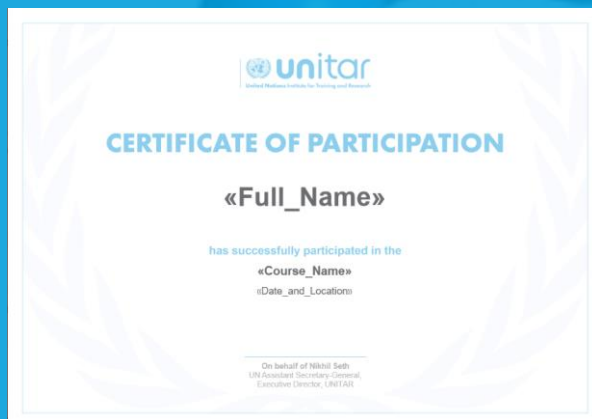 unitar
United Nations Institute for Training and Research
CERTIFICATE OF PARTICIPATION
«Full_Name»
has successfully participated in the
«Course_Name»
«Date_and_Location»
On behalf of Nikhil Seth
UN Assistant Secretary-General,
Executive Director, UNITAR